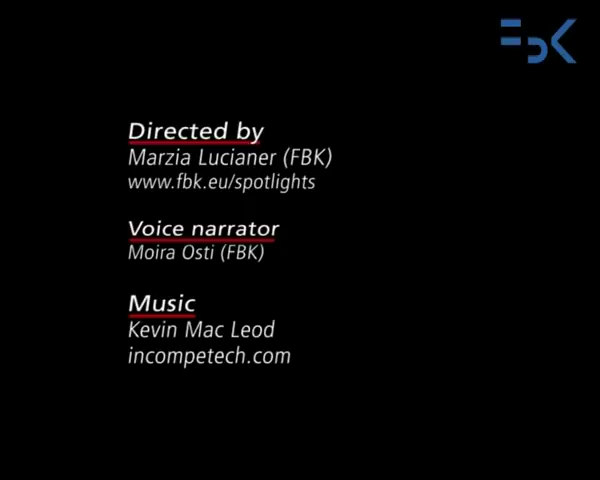 FbK
Directed by
Marzia Lucianer (FBK)
www.fbk.eu/spotlights
Voice narrator
Moira Osti (FBK)
Music
Kevin Mac Leod
incompetech.com